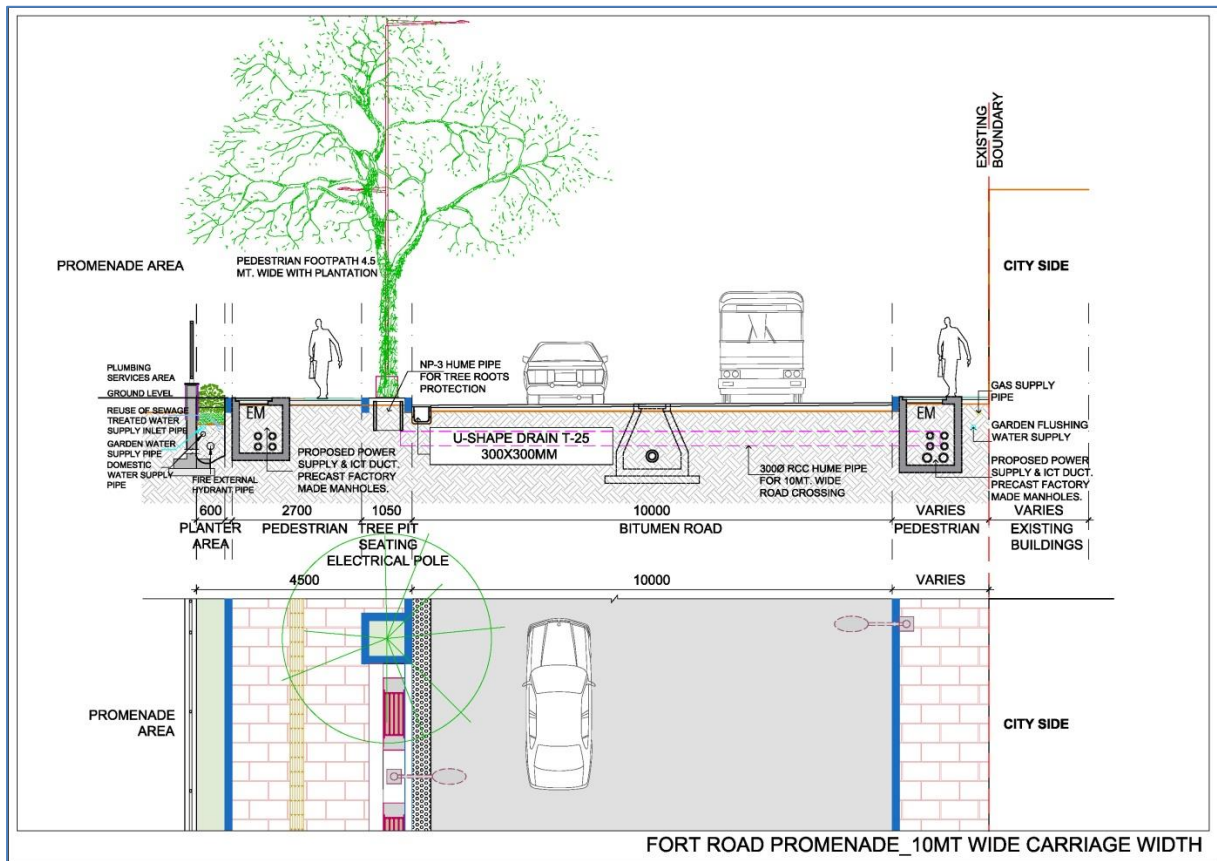 EXISTING
BOUNDARY
PROMENADE AREA
PEDESTRIAN FOOTPATH 4.5
MT. WIDE WITH PLANTATION
CITY SIDE
PLUMBING
SERVICES AREA
GROUND LEVEL
REUSE OF SEWAGE
TREATED WATER
SUPPLY INLET PIPE
GARDEN WATER
SUPPLY PIPE
DOMESTIC
WATER SUPPLY
PIPE
FIRE EXTERNAL
HYDRANT PIPE
EM
PROPOSED POWER
SUPPLY & ICT DUCT.
PRECAST FACTORY
MADE MANHOLES.
NP-3 HUME PIPE
FOR TREE ROOTS
PROTECTION
U-SHAPE DRAIN T-25
300X300MM
300Ø RCC HUME PIPE
FOR 10MT. WIDE
ROAD CROSSING
EM
GAS SUPPLY
PIPE
GARDEN FLUSHING
WATER SUPPLY
PROPOSED POWER
SUPPLY & ICT DUCT.
PRECAST FACTORY
MADE MANHOLES.
600 2700 1050 10000 VARIES VARIES
PLANTER
AREA
PEDESTRIAN
TREE PIT
SEATING
ELECTRICAL POLE
BITUMEN ROAD
PEDESTRIAN
EXISTING
BUILDINGS
4500 10000 VARIES
PROMENADE
AREA
CITY SIDE
FORT ROAD PROMENADE_10MT WIDE CARRIAGE WIDTH